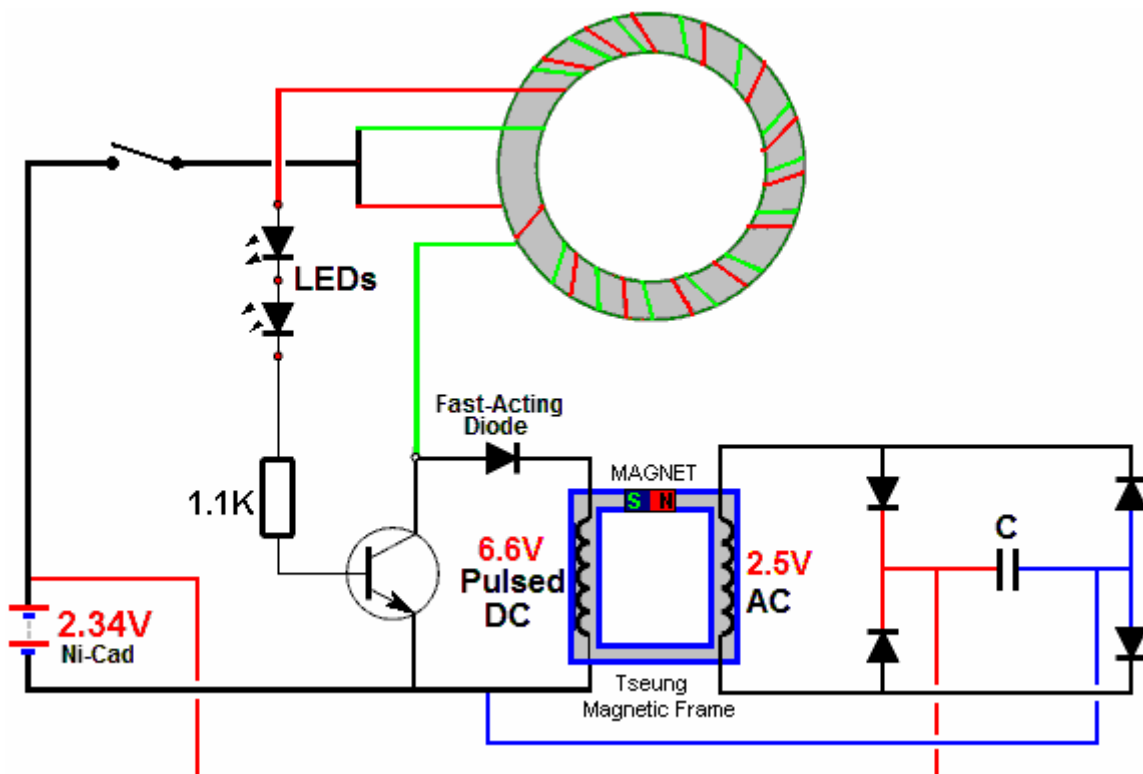 LEDs
Fast-Acting
Diode
1.1K
MAGNET
S N
C
6.6V
Pulsed
DC
2.5V
AC
2.34V
Ni-Cad
Tseung
Magnetic Frame